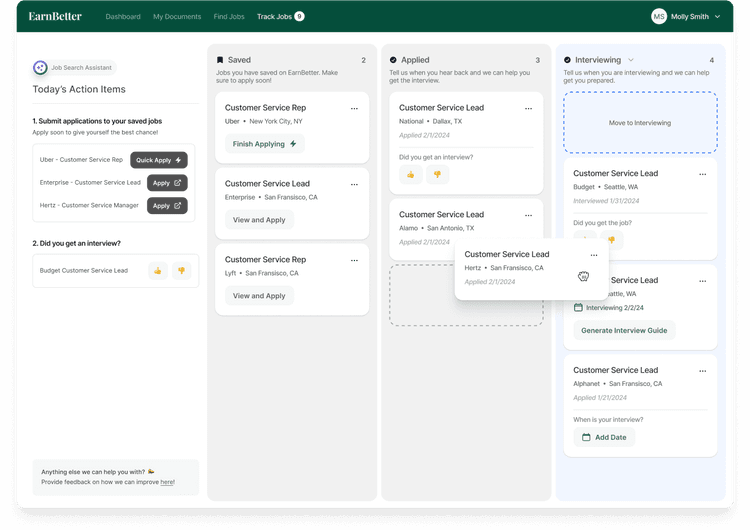 EarnBetter
Dashboard
My Documents
Find Jobs
Track Jobs 9
MS
Molly Smith
Job Search Assistant
Today's Action Items
1. Submit applications to your saved jobs
Apply soon to give yourself the best chance!
Uber - Customer Service Rep
Quick Apply
Enterprise - Customer Service Lead
Apply
Hertz - Customer Service Manager
Apply
2. Did you get an interview?
Budget Customer Service Lead
Anything else we can help you with?
Provide feedback on how we can improve here!
Saved
2
Jobs you have saved on EarnBetter. Make
sure to apply soon!
Customer Service Rep
Uber • New York City, NY
Finish Applying
Customer Service Lead
Enterprise • San Fransisco, CA
View and Apply
Customer Service Rep
Lyft • San Fransisco, CA
View and Apply
Applied
3
Tell us when you hear back and we can help you
get the interview.
Customer Service Lead
National • Dallas, TX
Applied 2/1/2024
Did you get an interview?
Customer Service Lead
Alamo • San Antonio, TX
Applied 2/1/2024
Customer Service Lead
Hertz • San Fransisco, CA
Applied 2/1/2024
Interviewing
4
Tell us when you are interviewing and we can help
get you prepared.
Move to Interviewing
Customer Service Lead
Budget • Seattle, WA
Interviewed 1/31/2024
Did you get the job?
Service Lead
WA
Interviewing 2/2/24
Generate Interview Guide
Customer Service Lead
Alphanet • San Fransisco, CA
Applied 1/21/2024
When is your interview?
Add Date